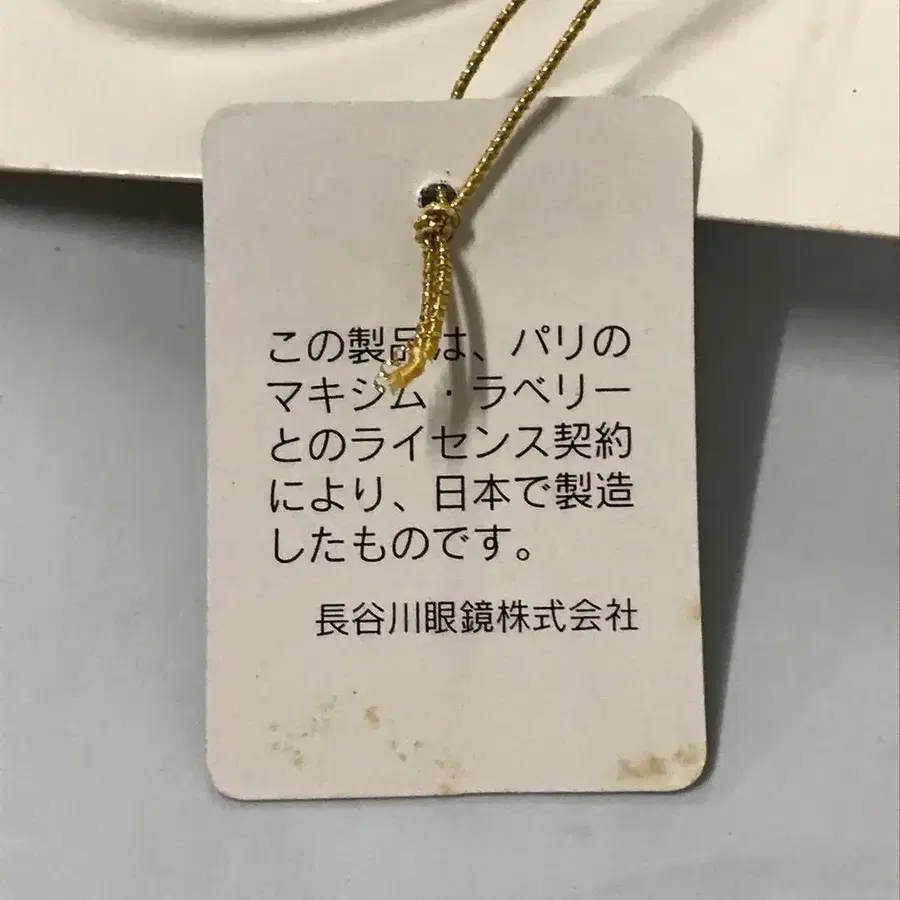 この製品は、パリの
マキシム・ラベリー
とのライセンス契約
により、日本で製造
したものです。
長谷川眼鏡株式会社